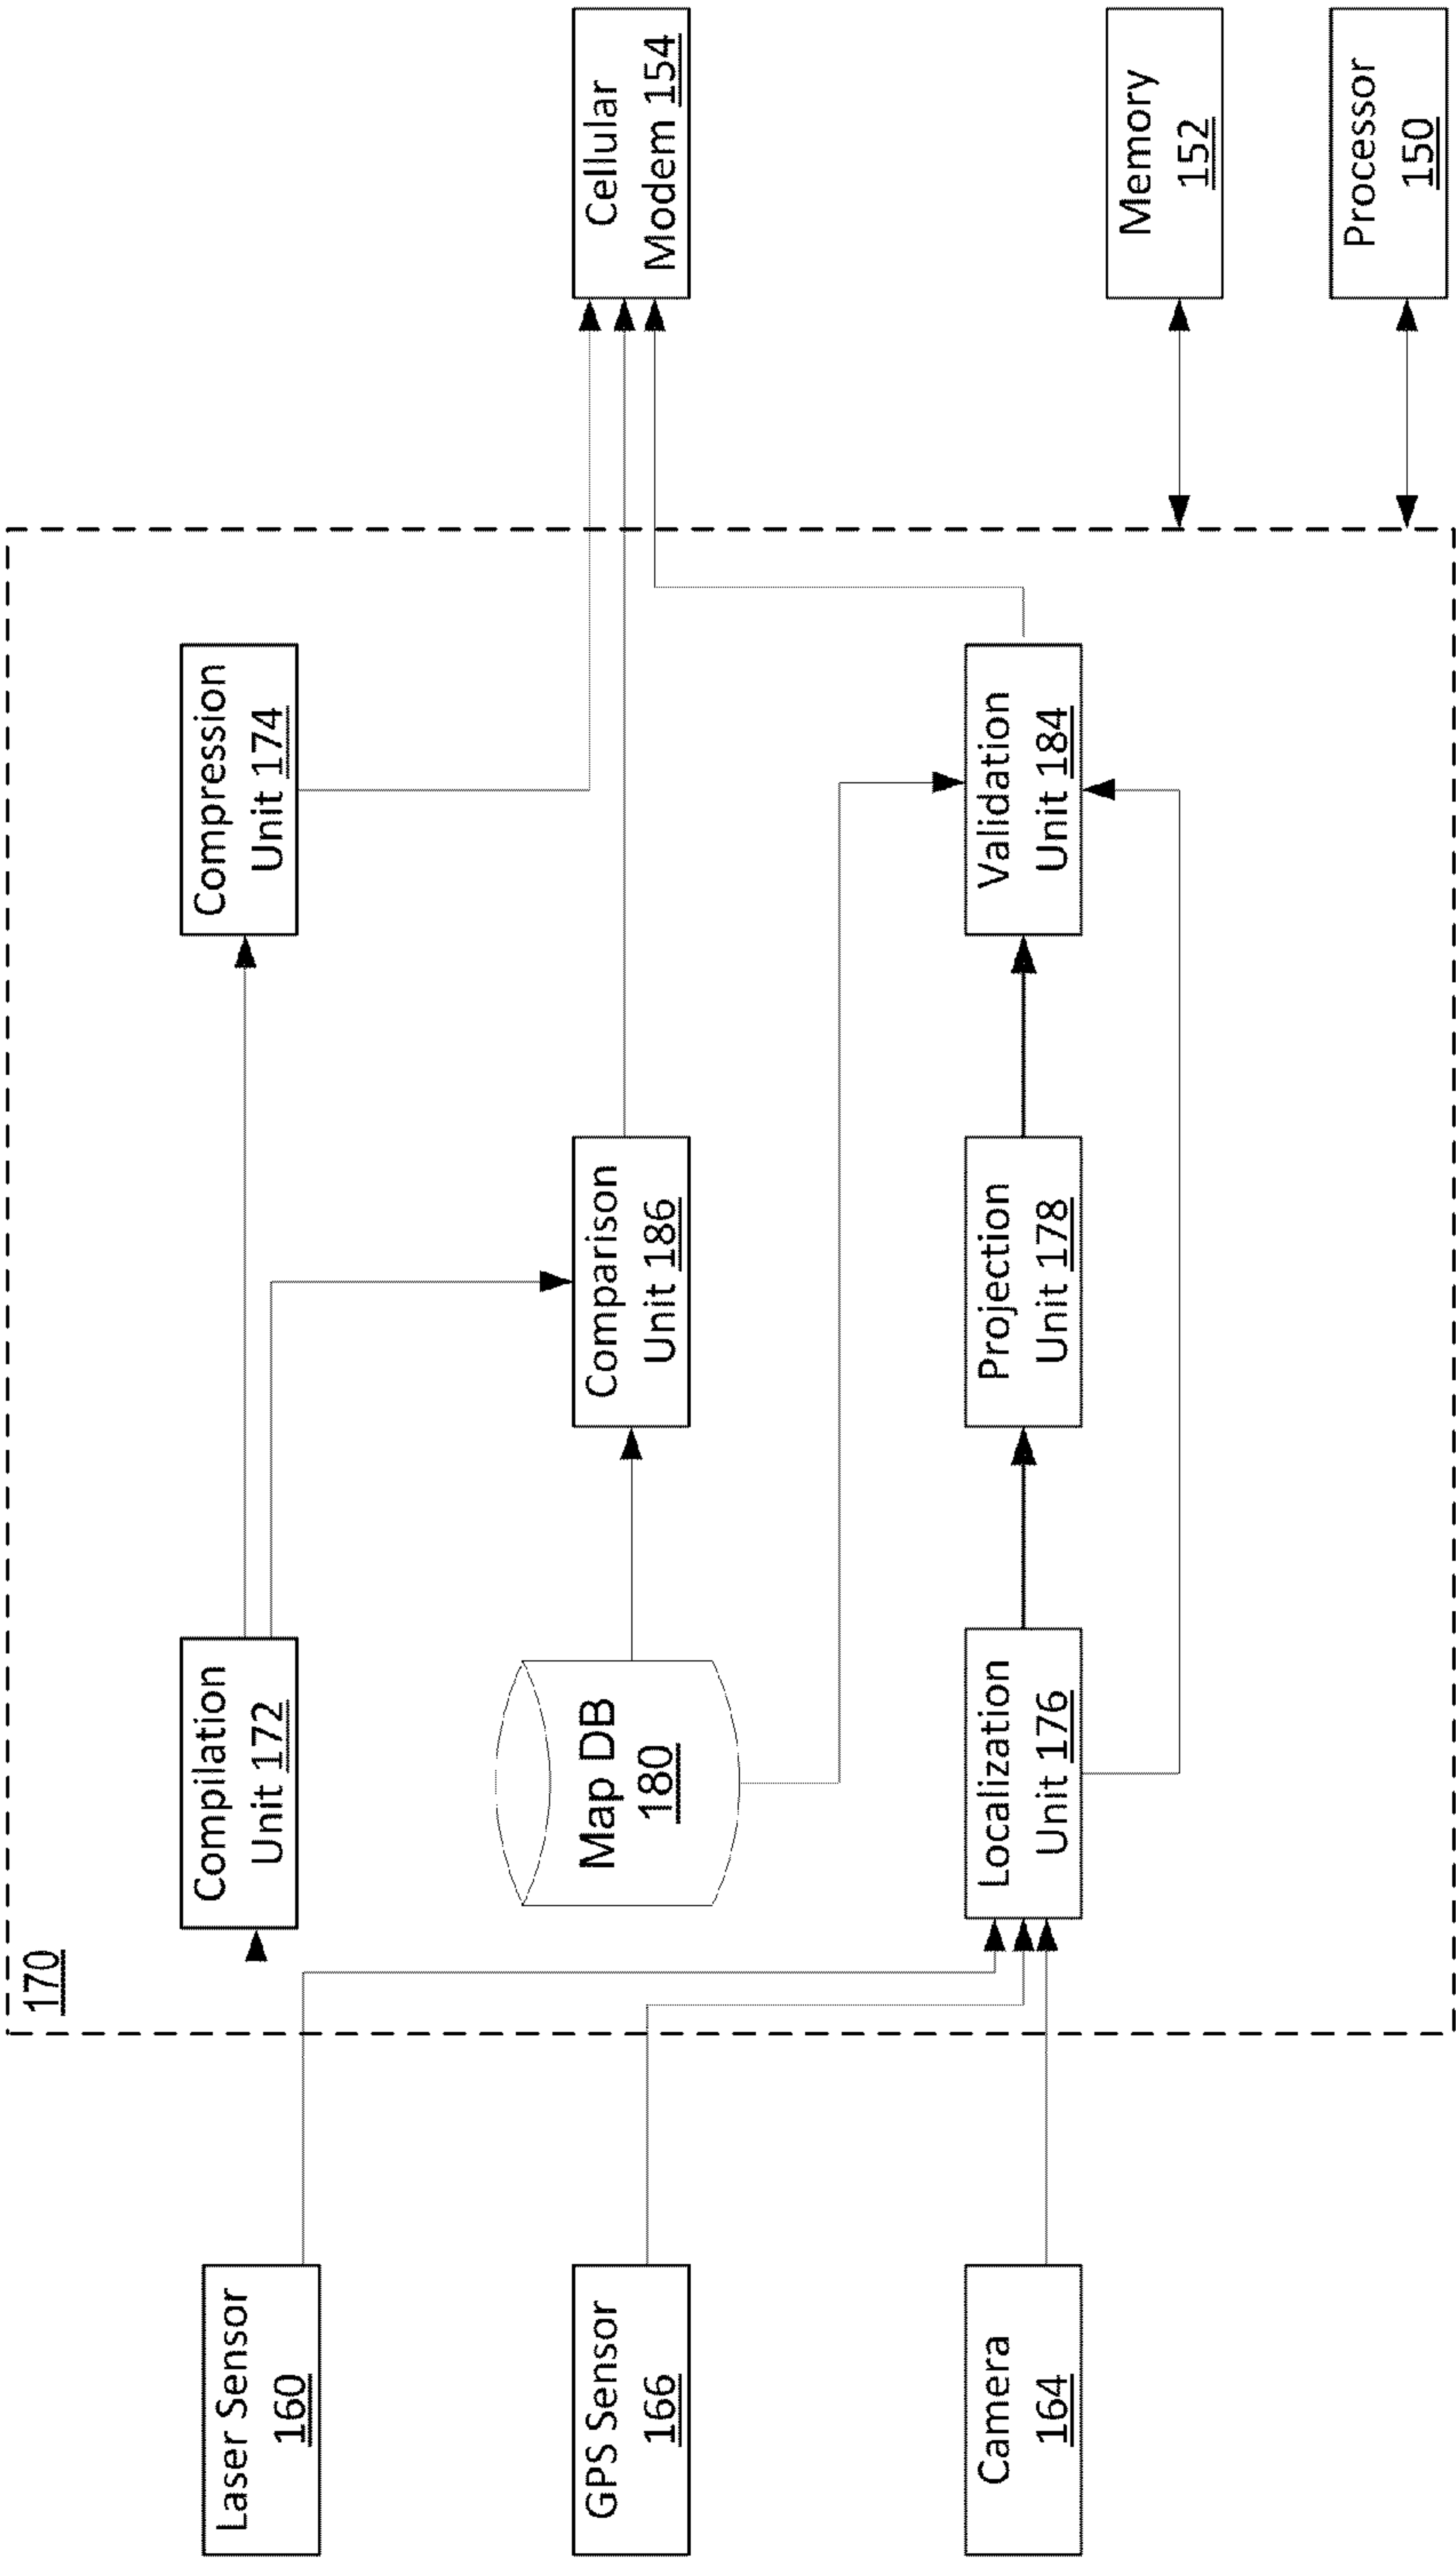 170
Laser Sensor
160
GPS Sensor
166
Camera
164
Compilation
Unit 172
Map DB
180
Localization
Unit 176
Comparison
Unit 186
Projection
Unit 178
Compression
Unit 174
Validation
Unit 184
Cellular
Modem 154
Memory
152
Processor
150